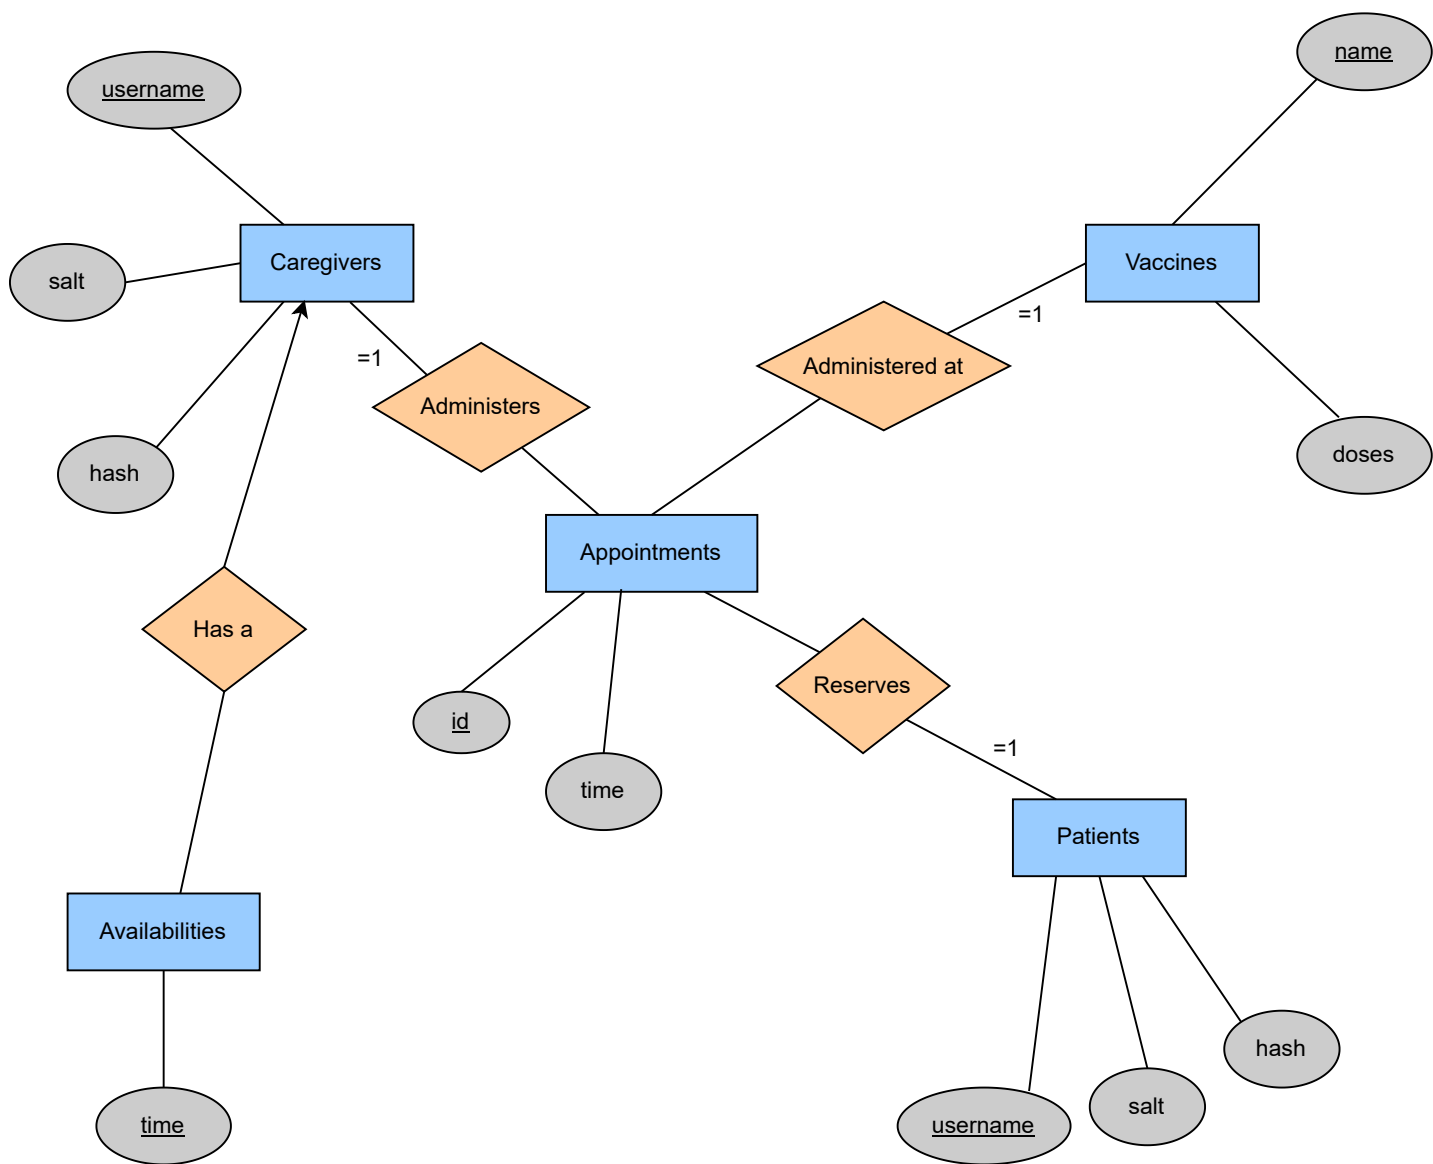 name
username
Caregivers
Vaccines
salt
=1
=1
Administered at
Administers
hash
doses
Appointments
Has a
Reserves
id
=1
time
Patients
Availabilities
hash
salt
time
username